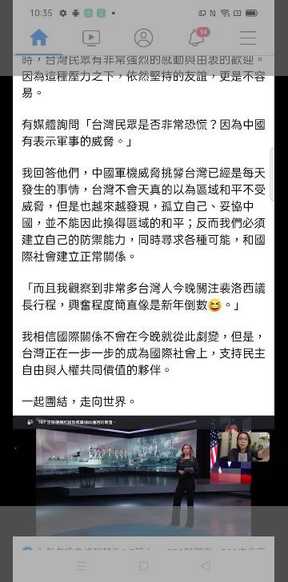 10:35
時，台灣民眾有非常強烈的感動與由衷的歡迎。
因為這種壓力之下，依然堅持的友誼，更是不容
易。
有媒體詢問「台灣民眾是否非常恐慌？因為中國
有表示軍事的威脅。」
我回答他們，中國軍機威脅挑釁台灣已經是每天
發生的事情，台灣不會天真的以為區域和平不受
威脅，但是也越來越發現，孤立自己、妥協中
國，並不能因此換得區域的和平；反而我們必須
建立自己的防禦能力，同時尋求各種可能，和國
際社會建立正常關係。
「而且我觀察到非常多台灣人今晚關注裴洛西議
長行程，興奮程度簡直像是新年倒數😆。」
我相信國際關係不會在今晚就從此劇變，但是，
台灣正在一步一步的成為國際社會上，支持民主
自由與人權共同價值的夥伴。
一起團結，走向世界。